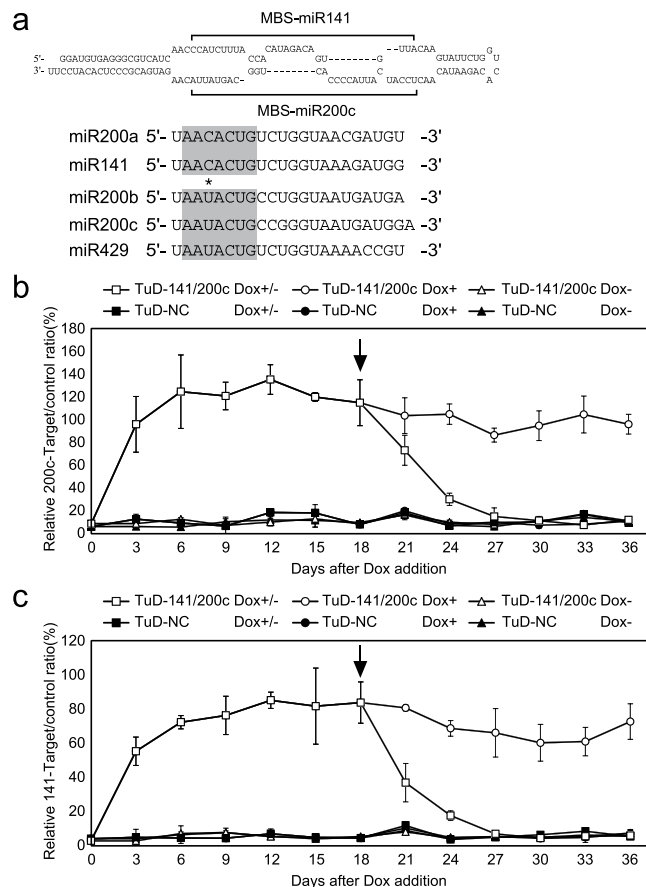 a
MBS-miR141
AACCCAUCUUUA CAUAGACA -UUACAA G
5'- GGAUGUGAGGGCGUCAUC CCA GU--------G GUAUUCUG U
3'-UUCCUACACUCCCGCAGUAG GGU-----------CA C CAUAAGAC C
AACAUUAUGAC- CCCCAUUA UACCUCAA A
MBS-miR200c
miR200a 5'- UAACACUGUCUGGUAACGAUGU -3'
miR141 5'- UAACACUGUCUGGUAAAGAUGG -3'
*
miR200b 5'- UAAUACUGCCUGGUAAUGAUGA -3'
miR200c 5'- UAAUACUGCCGGGUAAUGAUGGA -3'
miR429 5'- UAAUACUGUCUGGUAAAACCGU -3'
b
TuD-141/200c Dox+/- TuD-141/200c Dox+ TuD-141/200c Dox-
TuD-NC Dox+/- TuD-NC Dox+ TuD-NC Dox-
Relative 200c-Target/control ratio(%)
180
160
140
120
100
80
60
40
20
0
0 3 6 9 12 15 18 21 24 27 30 33 36
Days after Dox addition
c
TuD-141/200c Dox+/- TuD-141/200c Dox+ TuD-141/200c Dox-
TuD-NC Dox+/- TuD-NC Dox+ TuD-NC Dox-
Relative 141-Target/control ratio(%)
120
100
80
60
40
20
0
0 3 6 9 12 15 18 21 24 27 30 33 36
Days after Dox addition